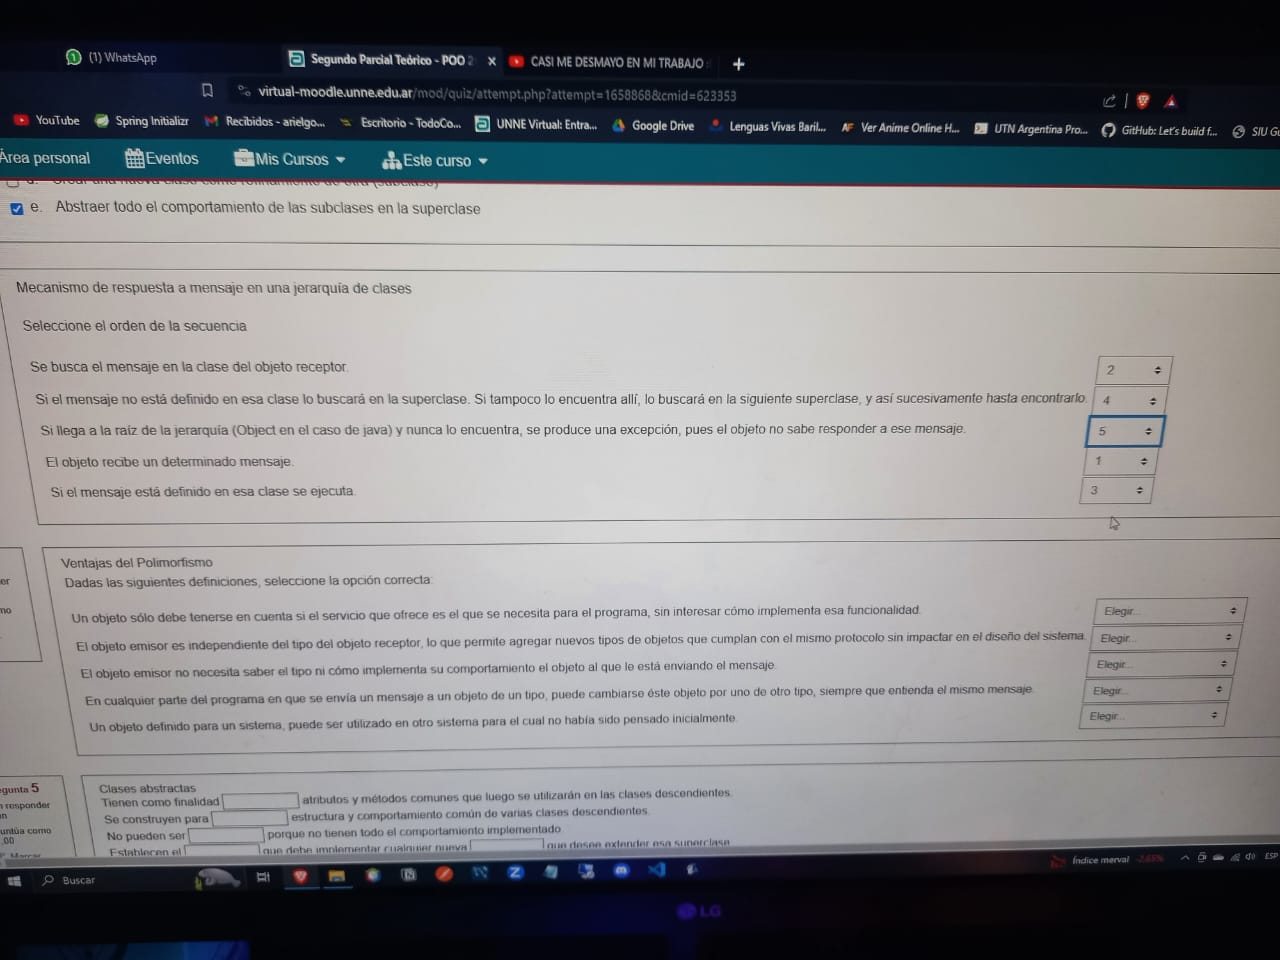 (1) WhatsApp
Segundo Parcial Teórico - POO 2
CASI ME DESMAYO EN MI TRABAJO
virtual-moodle.unne.edu.ar/mod/quiz/attempt.php?attempt=1658868&cmid=623353
YouTube
Spring Initializr
Recibidos - arielgo...
Escritorio - TodoCo...
UNNE Virtual: Entra...
Google Drive
Lenguas Vivas Baril...
Ver Anime Online H...
UTN Argentina Pro...
GitHub: Let's build f...
SIU Gu
Área personal
Eventos
Mis Cursos
Este curso
d. Crear una nueva clase como refinamiento de otra (subclase)
e. Abstraer todo el comportamiento de las subclases en la superclase
Mecanismo de respuesta a mensaje en una jerarquía de clases
Seleccione el orden de la secuencia
Se busca el mensaje en la clase del objeto receptor. 2
Si el mensaje no está definido en esa clase lo buscará en la superclase. Si tampoco lo encuentra allí, lo buscará en la siguiente superclase, y así sucesivamente hasta encontrarlo. 4
Si llega a la raíz de la jerarquía (Object en el caso de java) y nunca lo encuentra, se produce una excepción, pues el objeto no sabe responder a ese mensaje. 5
El objeto recibe un determinado mensaje. 1
Si el mensaje está definido en esa clase se ejecuta. 3
er
no
Ventajas del Polimorfismo
Dadas las siguientes definiciones, seleccione la opción correcta:
Un objeto sólo debe tenerse en cuenta si el servicio que ofrece es el que se necesita para el programa, sin interesar cómo implementa esa funcionalidad. Elegir...
El objeto emisor es independiente del tipo del objeto receptor, lo que permite agregar nuevos tipos de objetos que cumplan con el mismo protocolo sin impactar en el diseño del sistema. Elegir...
El objeto emisor no necesita saber el tipo ni cómo implementa su comportamiento el objeto al que le está enviando el mensaje. Elegir...
En cualquier parte del programa en que se envía un mensaje a un objeto de un tipo, puede cambiarse éste objeto por uno de otro tipo, siempre que entienda el mismo mensaje. Elegir...
Un objeto definido para un sistema, puede ser utilizado en otro sistema para el cual no había sido pensado inicialmente. Elegir...
egunta 5
n responder
ún
untúa como
,00
Marcar
Clases abstractas
Tienen como finalidad atributos y métodos comunes que luego se utilizarán en las clases descendientes.
Se construyen para estructura y comportamiento común de varias clases descendientes.
No pueden ser porque no tienen todo el comportamiento implementado
Establecen el que debe implementar cualquier nueva que desee extender esa superclase
Buscar
Índice merval -2.65%
ESP
LG